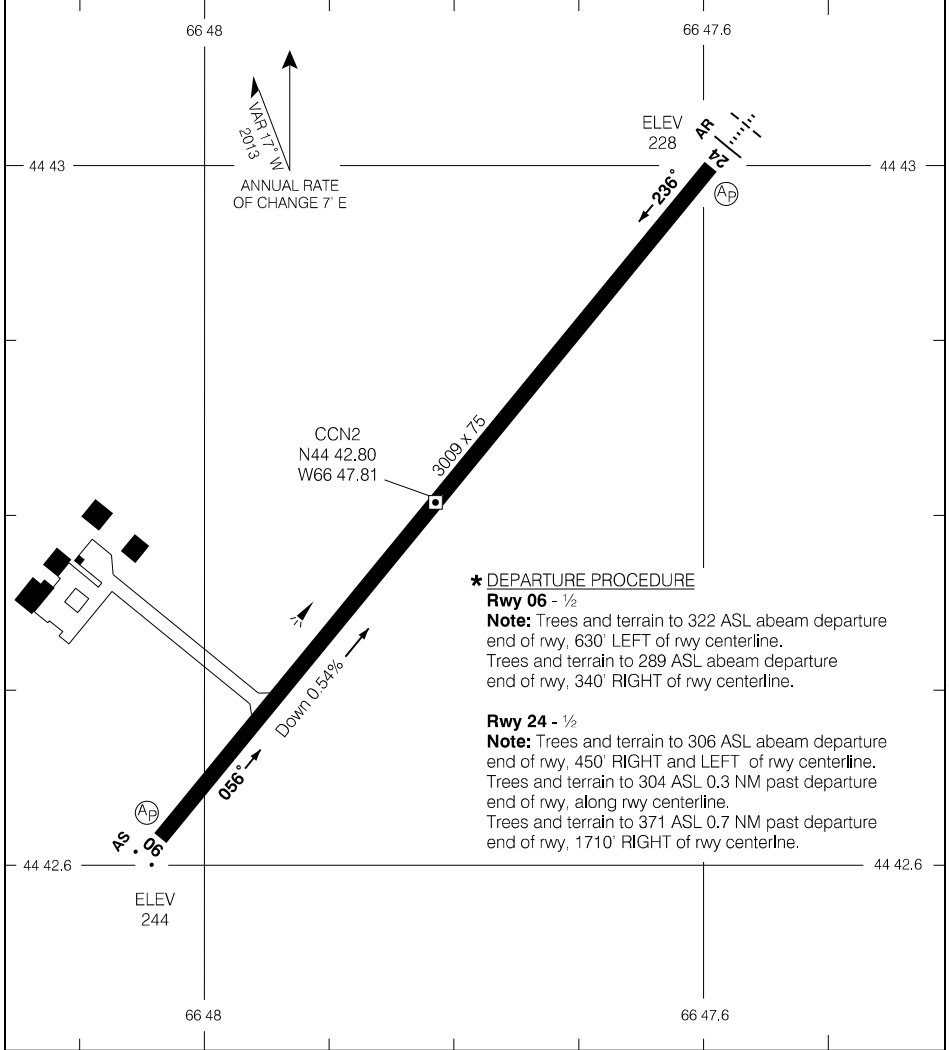 66 48
66 47.6
VAR 17° W
2013
ANNUAL RATE
OF CHANGE 7' E
ELEV
228
AR
24
44 43
44 43
236°
AP
CCN2
N44 42.80
W66 47.81
3009 x 75
* DEPARTURE PROCEDURE
Rwy 06 - ½
Note: Trees and terrain to 322 ASL abeam departure
end of rwy, 630' LEFT of rwy centerline.
Trees and terrain to 289 ASL abeam departure
end of rwy, 340' RIGHT of rwy centerline.
Rwy 24 - ½
Note: Trees and terrain to 306 ASL abeam departure
end of rwy, 450' RIGHT and LEFT of rwy centerline.
Trees and terrain to 304 ASL 0.3 NM past departure
end of rwy, along rwy centerline.
Trees and terrain to 371 ASL 0.7 NM past departure
end of rwy, 1710' RIGHT of rwy centerlne.
Down 0.54%
056°
AP
AS
06
44 42.6
44 42.6
ELEV
244
66 48
66 47.6